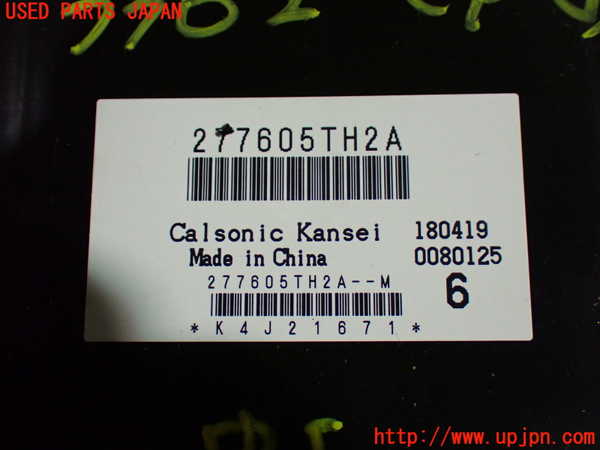 USED PARTS JAPAN
277605TH2A
Calsonic Kansei 180419
Made in China 0080125
277605TH2A--M 6
*K4J21671*
http://www.upjpn.com/